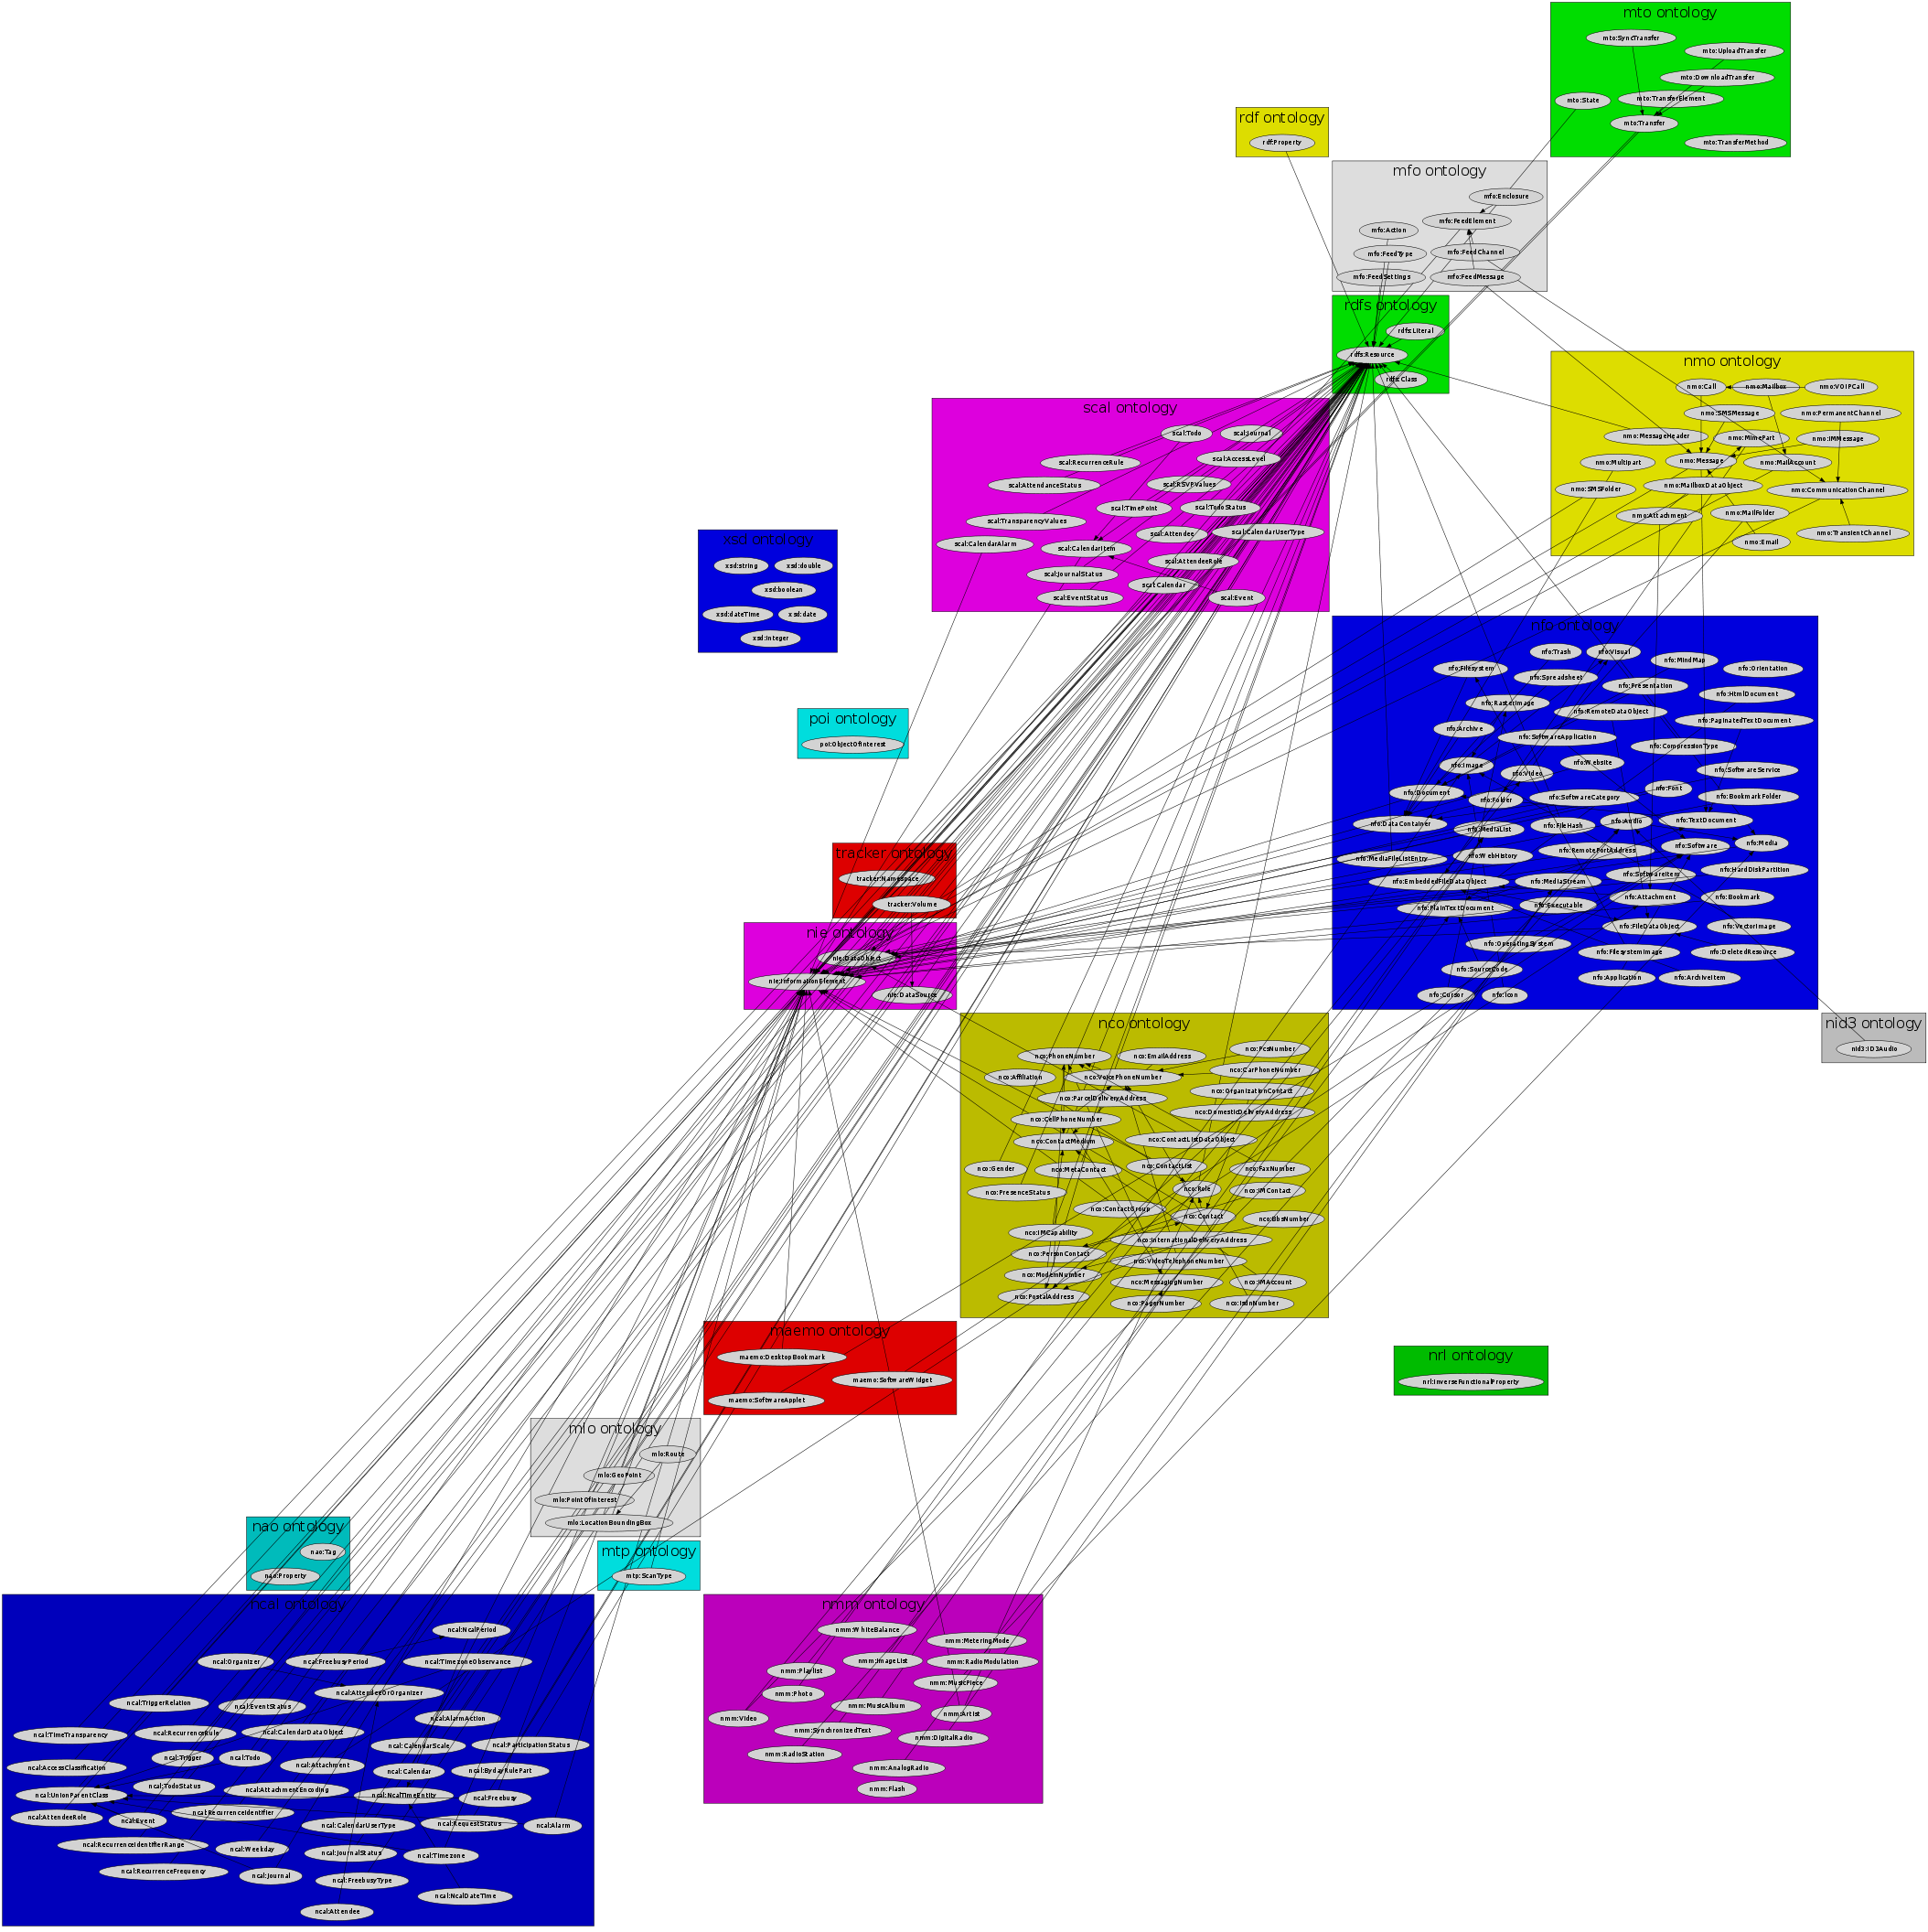 mto ontology
mto:SyncTransfer
mto:UploadTransfer
mto:DownloadTransfer
mto:State
mto:TransferElement
mto:Transfer
mto:TransferMethod
rdf ontology
rdf:Property
mfo ontology
mfo:Enclosure
mfo:FeedElement
mfo:Action
mfo:FeedType
mfo:FeedChannel
mfo:FeedSettings
mfo:FeedMessage
rdfs ontology
rdfs:Literal
rdfs:Resource
rdfs:Class
nmo ontology
nmo:Call
nmo:Mailbox
nmo:VOIPCall
nmo:SMSMessage
nmo:PermanentChannel
nmo:MessageHeader
nmo:MimePart
nmo:IMMessage
nmo:Multipart
nmo:Message
nmo:MailAccount
nmo:SMSFolder
nmo:MailboxDataObject
nmo:CommunicationChannel
nmo:Attachment
nmo:MailFolder
nmo:TransientChannel
nmo:Email
scal ontology
scal:Todo
scal:Journal
scal:RecurrenceRule
scal:AccessLevel
scal:AttendanceStatus
scal:RSVPValues
scal:TimePoint
scal:TodoStatus
scal:TransparencyValues
scal:Attendee
scal:CalendarUserType
scal:CalendarAlarm
scal:CalendarItem
scal:AttendeeRole
scal:JournalStatus
scal:Calendar
scal:EventStatus
scal:Event
xsd ontology
xsd:string
xsd:double
xsd:boolean
xsd:dateTime
xsd:date
xsd:integer
nfo ontology
nfo:Trash
nfo:Visual
nfo:MindMap
nfo:Orientation
nfo:Filesystem
nfo:Spreadsheet
nfo:Presentation
nfo:HtmlDocument
nfo:RasterImage
nfo:RemoteDataObject
nfo:PaginatedTextDocument
nfo:Archive
nfo:SoftwareApplication
nfo:CompressionType
nfo:Image
nfo:Video
nfo:Website
nfo:SoftwareService
nfo:Document
nfo:Folder
nfo:SoftwareCategory
nfo:Font
nfo:BookmarkFolder
nfo:DataContainer
nfo:MediaList
nfo:FileHash
nfo:Audio
nfo:TextDocument
nfo:Media
nfo:MediaFileListEntry
nfo:WebHistory
nfo:RemotePortAddress
nfo:Software
nfo:HardDiskPartition
nfo:EmbeddedFileDataObject
nfo:MediaStream
nfo:SoftwareItem
nfo:PlainTextDocument
nfo:Executable
nfo:Attachment
nfo:Bookmark
nfo:FileDataObject
nfo:VectorImage
nfo:OperatingSystem
nfo:FilesystemImage
nfo:DeletedResource
nfo:SourceCode
nfo:Application
nfo:ArchiveItem
nfo:Cursor
nfo:Icon
poi ontology
poi:ObjectOfInterest
tracker ontology
tracker:Namespace
tracker:Volume
nie ontology
nie:DataObject
nie:InformationElement
nie:DataSource
nid3 ontology
nid3:ID3Audio
nco ontology
nco:PhoneNumber
nco:EmailAddress
nco:PcsNumber
nco:Affiliation
nco:VoicePhoneNumber
nco:CarPhoneNumber
nco:ParcelDeliveryAddress
nco:OrganizationContact
nco:CellPhoneNumber
nco:DomesticDeliveryAddress
nco:ContactMedium
nco:ContactListDataObject
nco:Gender
nco:MetaContact
nco:ContactList
nco:FaxNumber
nco:PresenceStatus
nco:Role
nco:IMContact
nco:ContactGroup
nco:Contact
nco:BbsNumber
nco:IMCapability
nco:InternationalDeliveryAddress
nco:PersonContact
nco:VideoTelephoneNumber
nco:ModemNumber
nco:MessagingNumber
nco:IMAccount
nco:PostalAddress
nco:PagerNumber
nco:IsdnNumber
maemo ontology
maemo:DesktopBookmark
maemo:SoftwareWidget
maemo:SoftwareApplet
nrl ontology
nrl:InverseFunctionalProperty
mlo ontology
mlo:Route
mlo:GeoPoint
mlo:PointOfInterest
mlo:LocationBoundingBox
nao ontology
nao:Tag
nao:Property
mtp ontology
mtp:ScanType
ncal ontology
ncal:NcalPeriod
ncal:Organizer
ncal:FreebusyPeriod
ncal:TimezoneObservance
ncal:AttendeeOrOrganizer
ncal:TriggerRelation
ncal:EventStatus
ncal:AlarmAction
ncal:TimeTransparency
ncal:RecurrenceRule
ncal:CalendarDataObject
ncal:CalendarScale
ncal:ParticipationStatus
ncal:Trigger
ncal:Todo
ncal:AccessClassification
ncal:Attachment
ncal:Calendar
ncal:BydayRulePart
ncal:TodoStatus
ncal:AttachmentEncoding
ncal:UnionParentClass
ncal:NcalTimeEntity
ncal:Freebusy
ncal:AttendeeRole
ncal:RecurrenceIdentifier
ncal:Event
ncal:CalendarUserType
ncal:RequestStatus
ncal:Alarm
ncal:RecurrenceIdentifierRange
ncal:Weekday
ncal:JournalStatus
ncal:Timezone
ncal:RecurrenceFrequency
ncal:Journal
ncal:FreebusyType
ncal:NcalDateTime
ncal:Attendee
nmm ontology
nmm:WhiteBalance
nmm:MeteringMode
nmm:ImageList
nmm:RadioModulation
nmm:Playlist
nmm:MusicPiece
nmm:Photo
nmm:MusicAlbum
nmm:Artist
nmm:Video
nmm:SynchronizedText
nmm:DigitalRadio
nmm:RadioStation
nmm:AnalogRadio
nmm:Flash